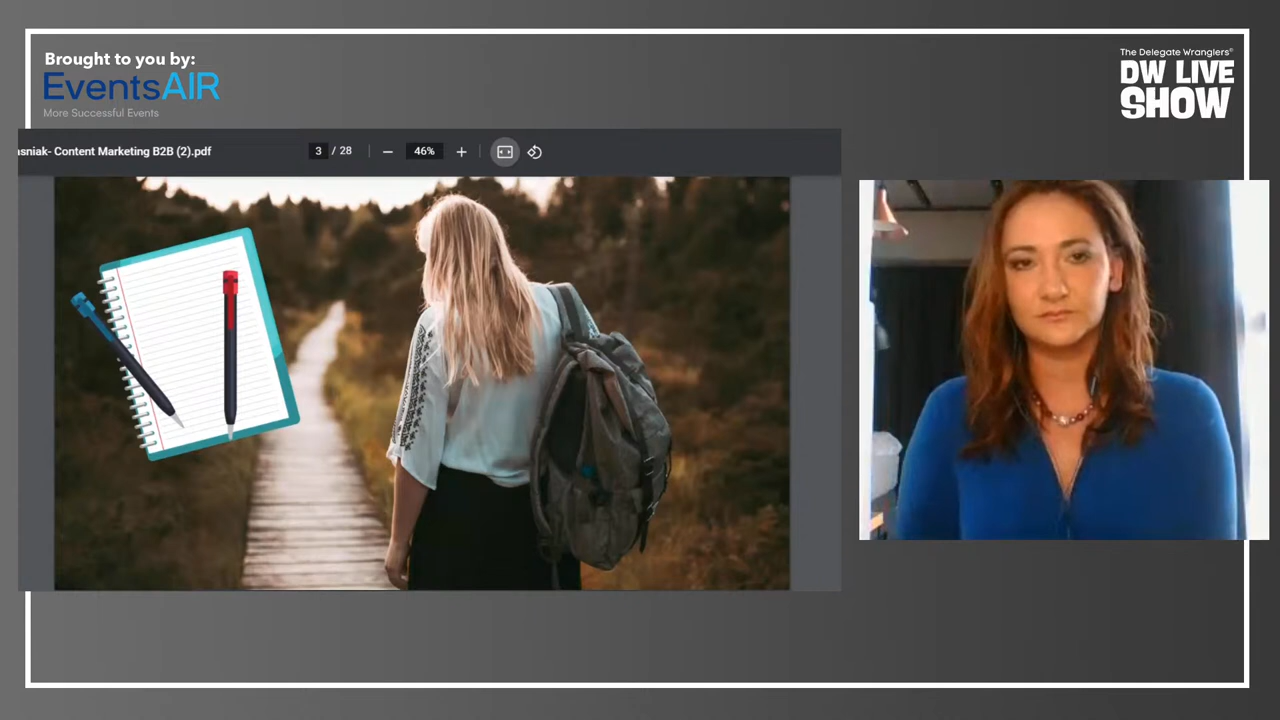 Brought to you by:
EventsAIR
More Successful Events
The Delegate Wranglers®
DW LIVE
SHOW
Content Marketing B2B (2).pdf
3 / 28
46%